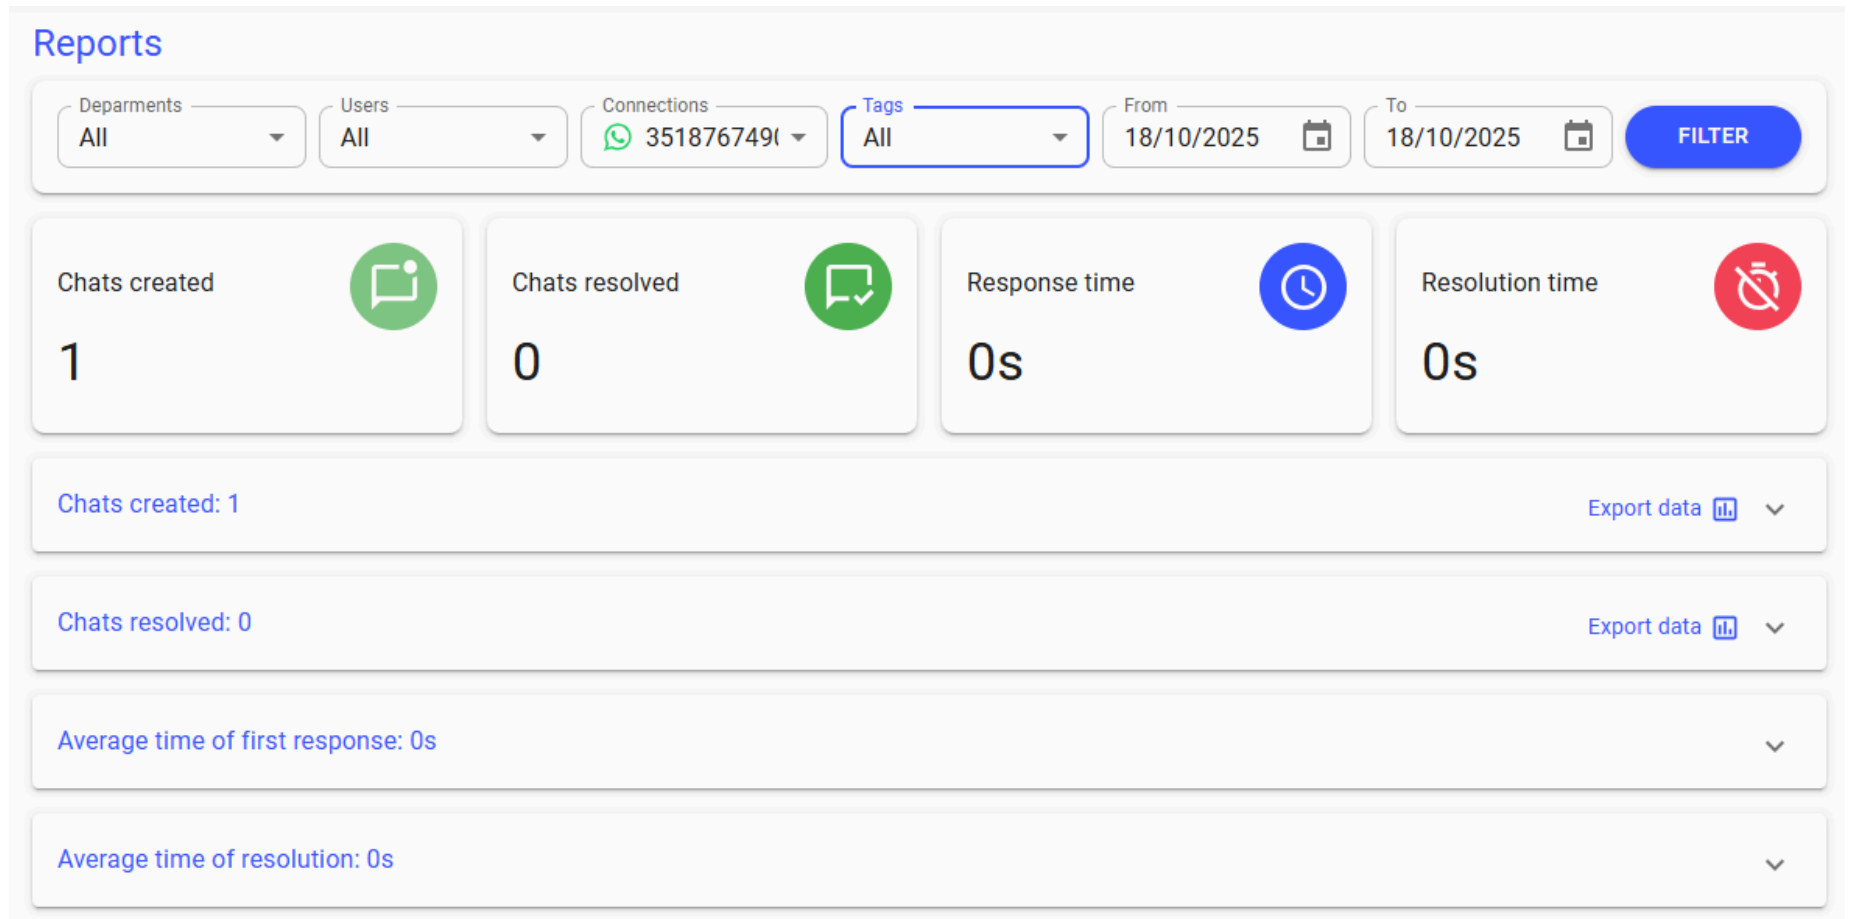 Reports
Deparments Users Connections Tags From To
All All 351876749 All 18/10/2025 18/10/2025 FILTER
Chats created Chats resolved Response time Resolution time
1 0 0s 0s
Chats created: 1 Export data
Chats resolved: 0 Export data
Average time of first response: 0s
Average time of resolution: 0s